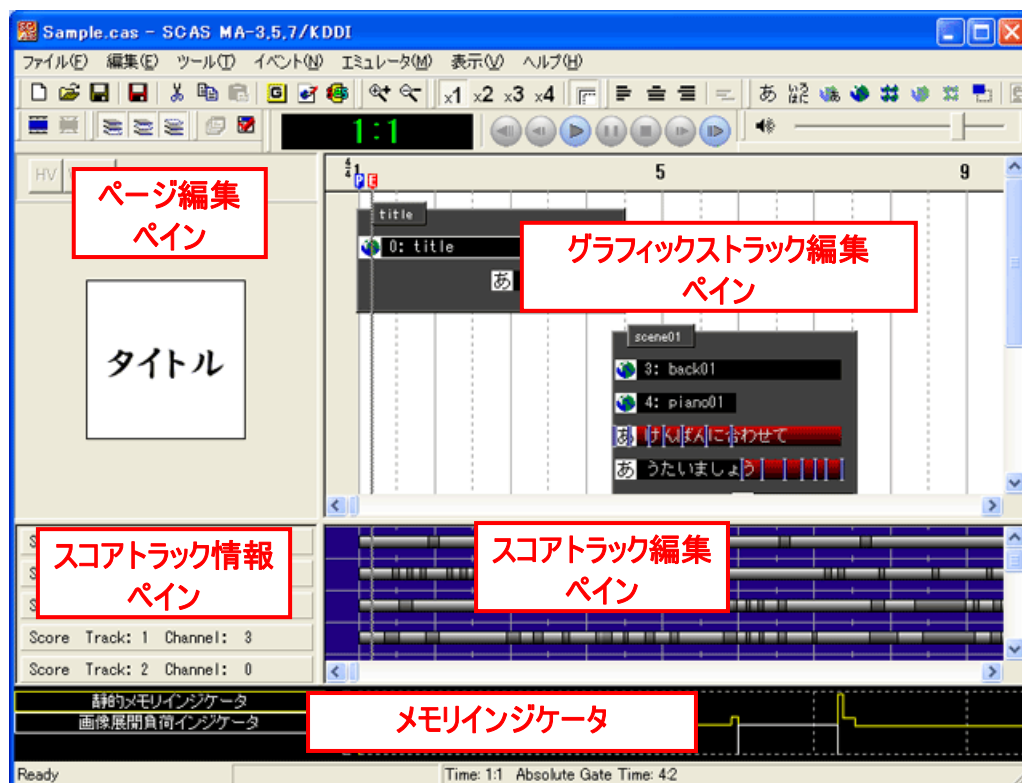 Sample.cas - SCAS MA-3,5,7/KDDI
ファイル(F) 編集(E) ツール(T) イベント(N) エミュレータ(M) 表示(V) ヘルプ(H)
x1 x2 x3 x4 あ
1:1
HV
ページ編集
ペイン
4/4 1 5 9
P E
title
0: title
あ
グラフィックストラック編集
ペイン
タイトル
scene01
3: back01
4: piano01
あ けんばんに合わせて
あ うたいましょう
スコアトラック情報
ペイン
スコアトラック編集
ペイン
Score Track: 1 Channel: 3
Score Track: 2 Channel: 0
静的メモリインジケータ
画像展開負荷インジケータ
メモリインジケータ
Ready
Time: 1:1 Absolute Gate Time: 4:2